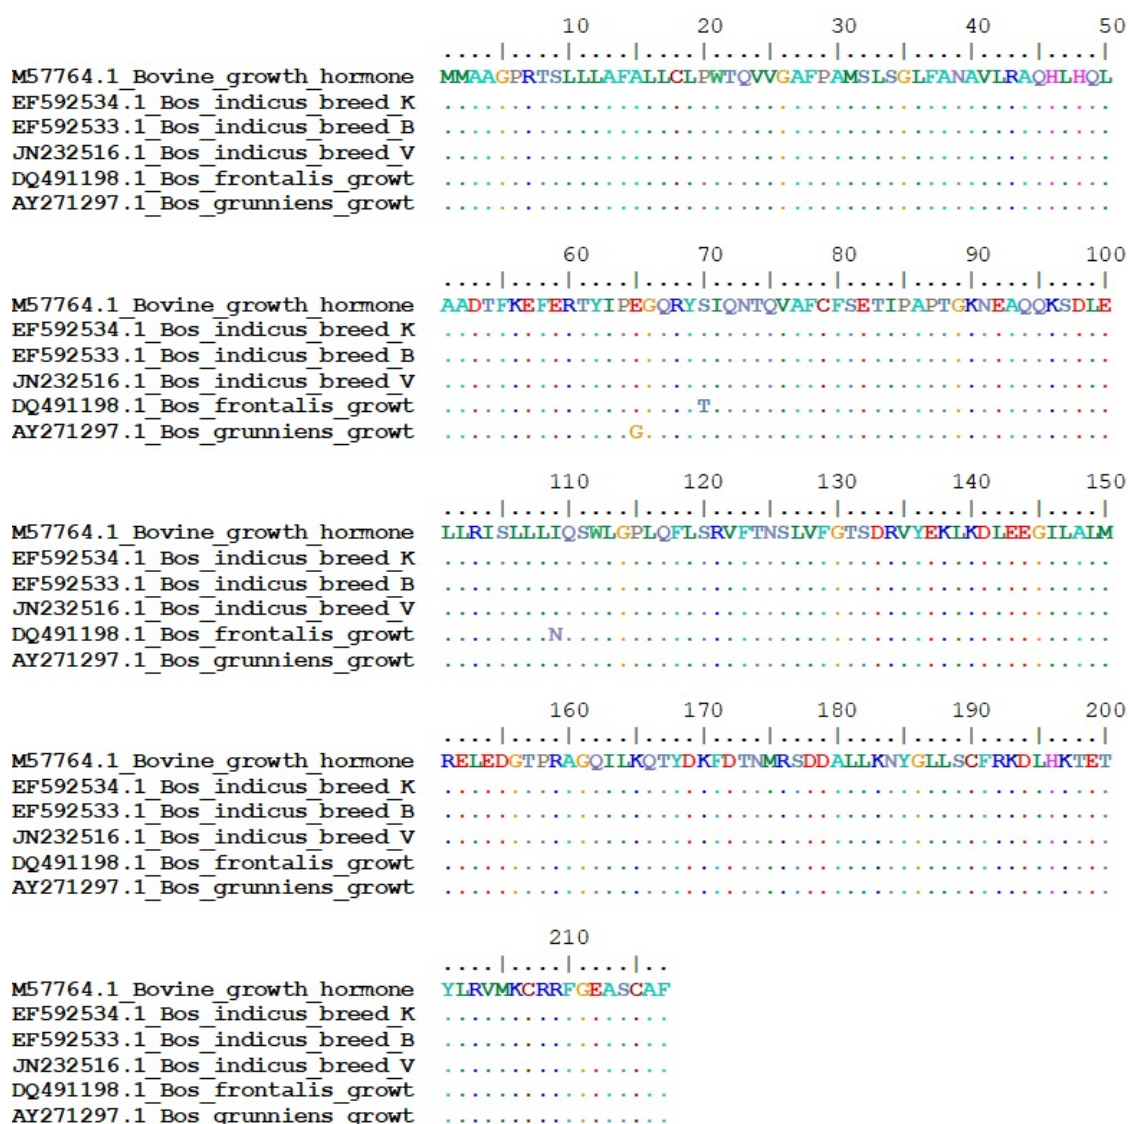 10 20 30 40 50
....|....|....|....|....|....|....|....|....|....|
M57764.1_Bovine_growth_hormone MMAAGPRTSLLLAFALLCLPWTQVVGAFPAMSLSGLFANAVLRAQHLHQL
EF592534.1_Bos_indicus_breed_K ..................................................
EF592533.1_Bos_indicus_breed_B ..................................................
JN232516.1_Bos_indicus_breed_V ..................................................
DQ491198.1_Bos_frontalis_growt ..................................................
AY271297.1_Bos_grunniens_growt ..................................................
60 70 80 90 100
....|....|....|....|....|....|....|....|....|....|
M57764.1_Bovine_growth_hormone AADTFKEFERTYIPEGQRYSIQNTQVAFCFSETIPAPTGKNEAQQKSDLE
EF592534.1_Bos_indicus_breed_K ..................................................
EF592533.1_Bos_indicus_breed_B ..................................................
JN232516.1_Bos_indicus_breed_V ..................................................
DQ491198.1_Bos_frontalis_growt ...................T..............................
AY271297.1_Bos_grunniens_growt ..............G...................................
110 120 130 140 150
....|....|....|....|....|....|....|....|....|....|
M57764.1_Bovine_growth_hormone LLRISLLLIQSWLGPLQFLSRVFTNSLVFGTSDRVYEKLKDLEEGILALM
EF592534.1_Bos_indicus_breed_K ..................................................
EF592533.1_Bos_indicus_breed_B ..................................................
JN232516.1_Bos_indicus_breed_V ..................................................
DQ491198.1_Bos_frontalis_growt ........N.........................................
AY271297.1_Bos_grunniens_growt ..................................................
160 170 180 190 200
....|....|....|....|....|....|....|....|....|....|
M57764.1_Bovine_growth_hormone RELEDGTPRAGQILKQTYDKFDTNMRSDDALLKNYGLLSCFRKDLHKTET
EF592534.1_Bos_indicus_breed_K ..................................................
EF592533.1_Bos_indicus_breed_B ..................................................
JN232516.1_Bos_indicus_breed_V ..................................................
DQ491198.1_Bos_frontalis_growt ..................................................
AY271297.1_Bos_grunniens_growt ..................................................
210
....|....|....|..
M57764.1_Bovine_growth_hormone YLRVMKCRRFGEASCAF
EF592534.1_Bos_indicus_breed_K .................
EF592533.1_Bos_indicus_breed_B .................
JN232516.1_Bos_indicus_breed_V .................
DQ491198.1_Bos_frontalis_growt .................
AY271297.1_Bos_grunniens_growt .................